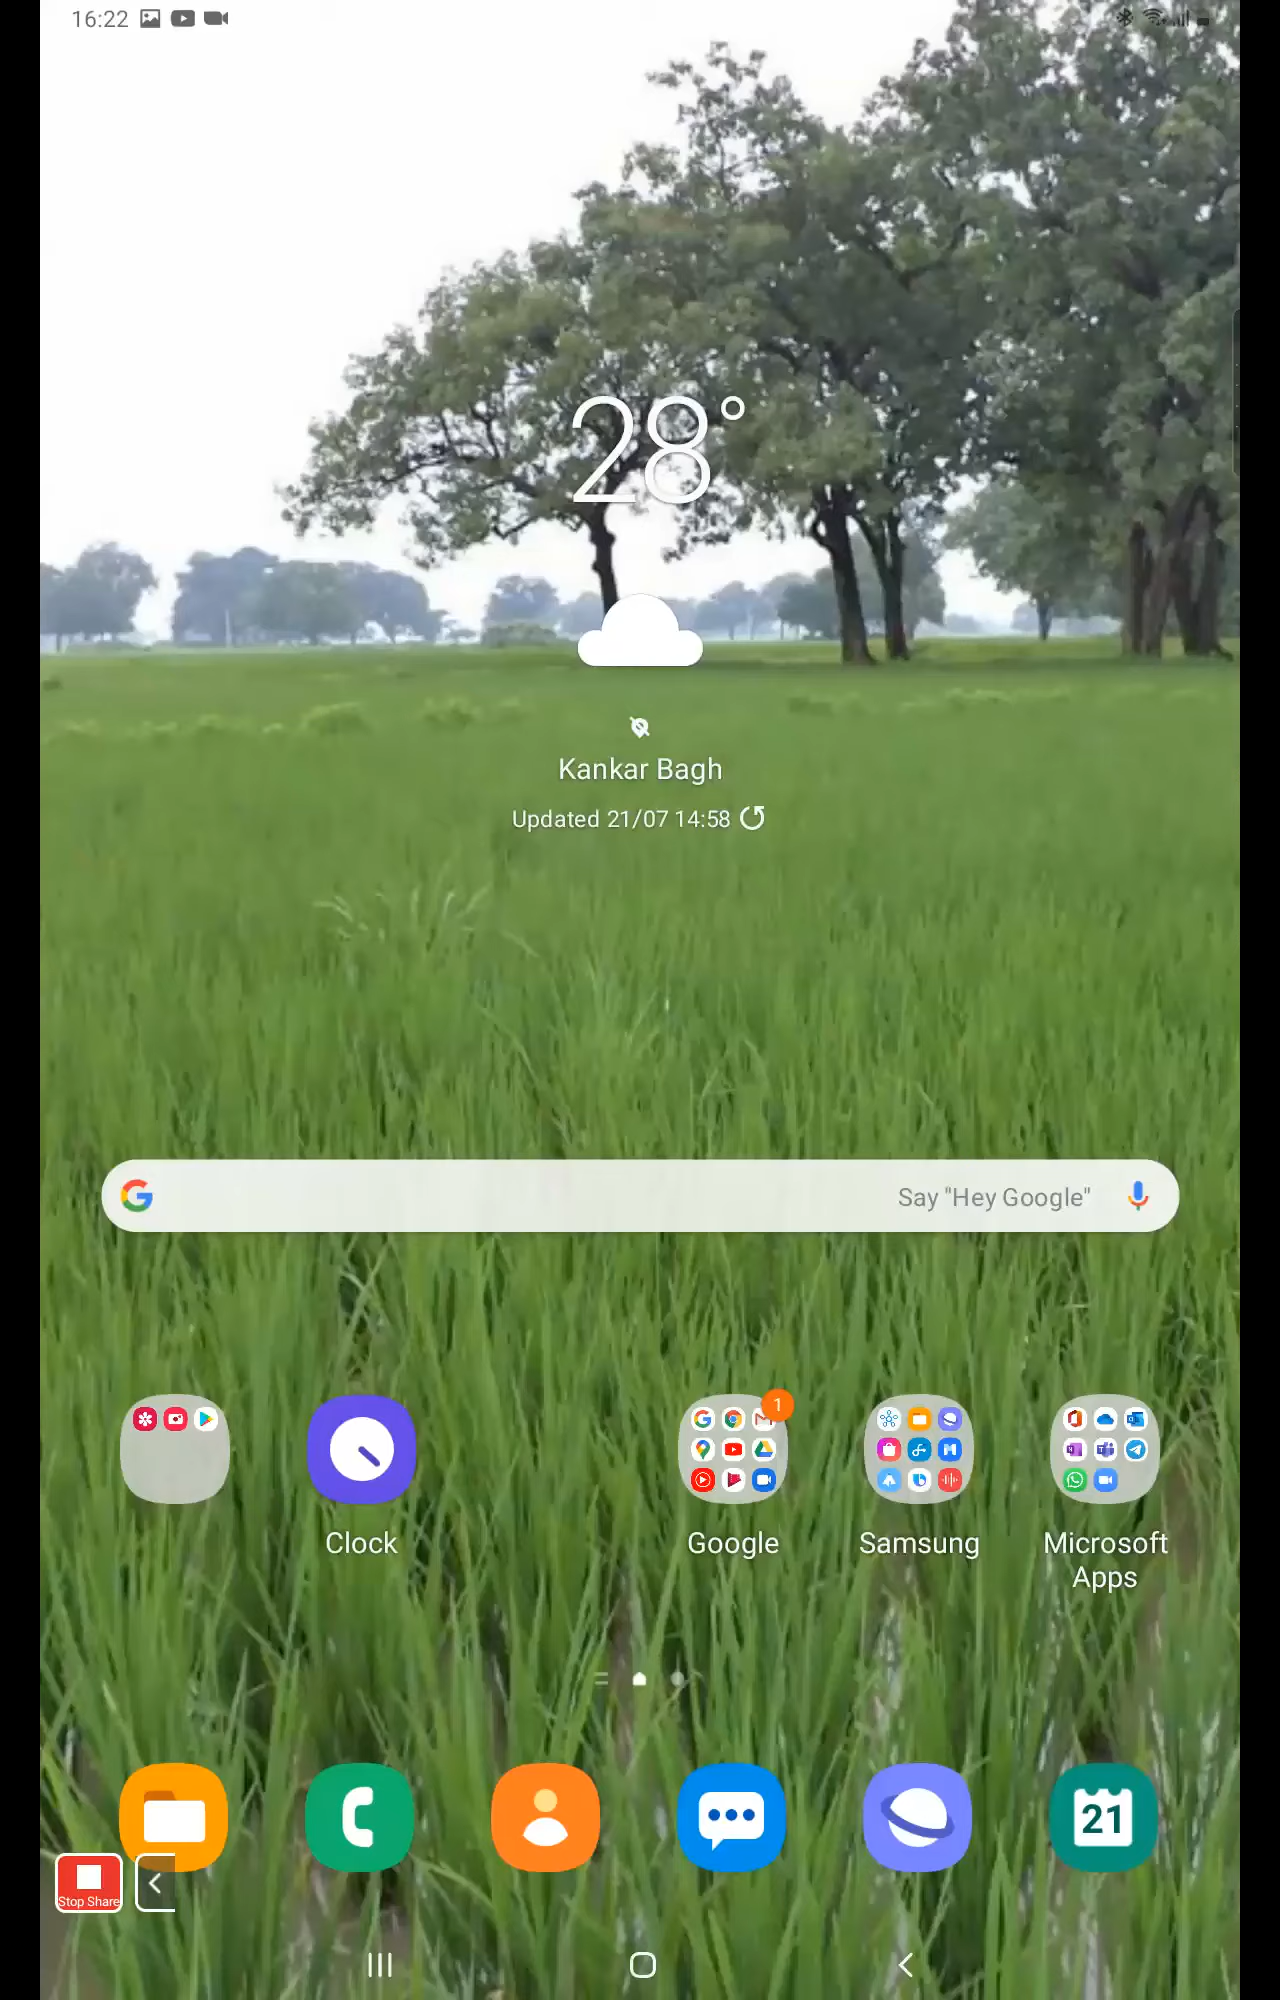 16:22
28°
Kankar Bagh
Updated 21/07 14:58
Say "Hey Google"
1
Clock
Google
Samsung
Microsoft
Apps
21
Stop Share